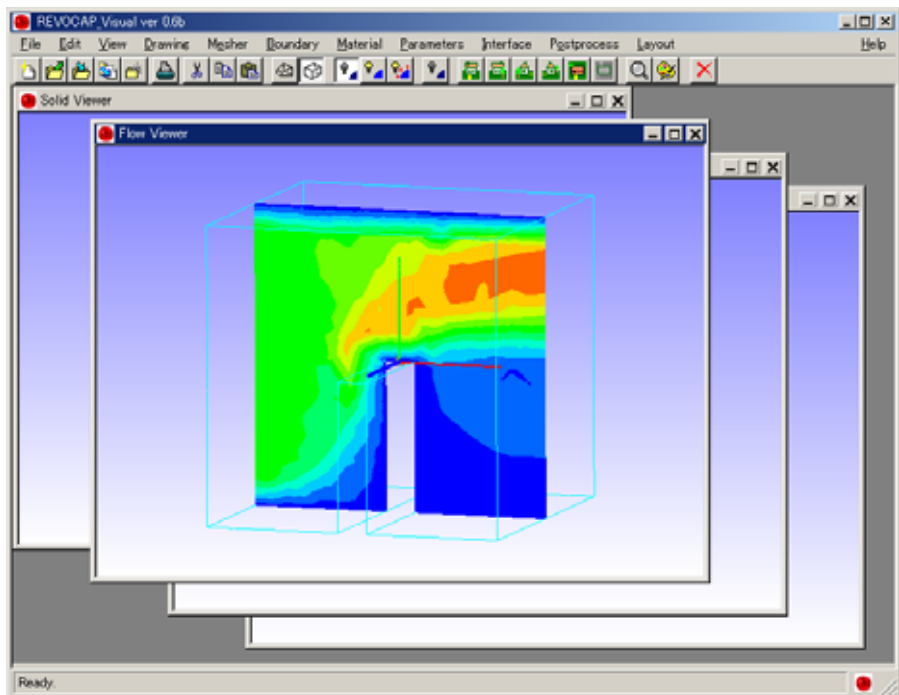 REVOCAP_Visual ver 0.6b
File Edit View Drawing Mesher Boundary Material Parameters Interface Postprocess Layout Help
Solid Viewer
Flow Viewer
Ready.